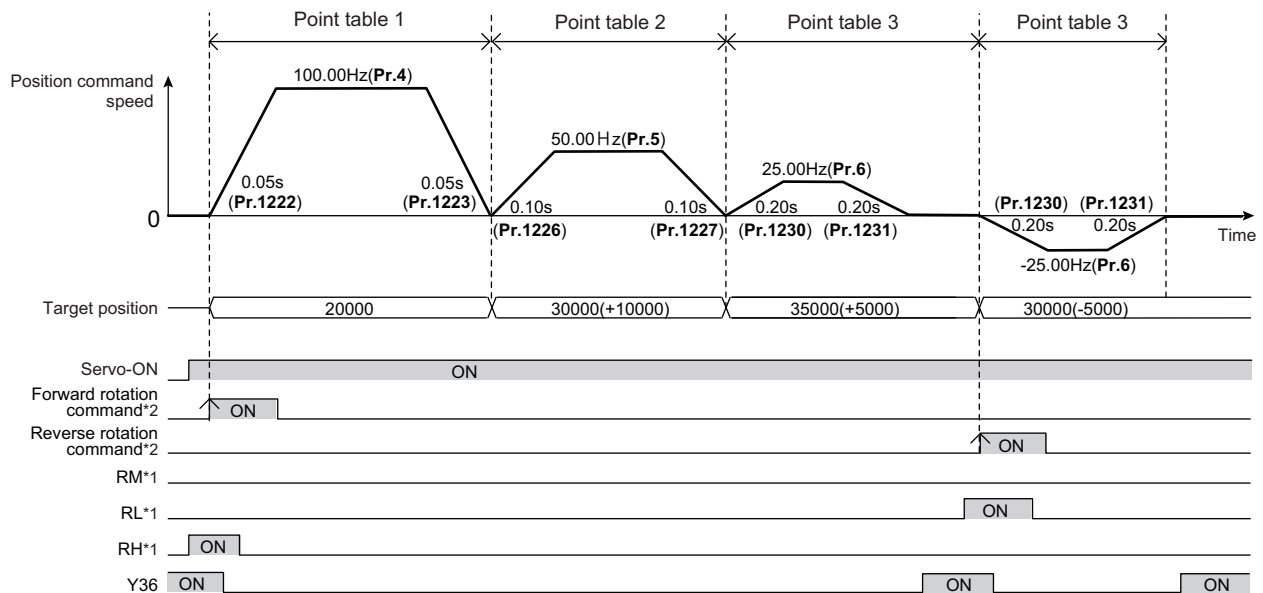 Point table 1 Point table 2 Point table 3 Point table 3
Position command
speed
100.00Hz(Pr.4)
50.00Hz(Pr.5)
25.00Hz(Pr.6)
0.05s
(Pr.1222)
0.05s
(Pr.1223)
0
0.10s
(Pr.1226)
0.10s
(Pr.1227)
0.20s
(Pr.1230)
0.20s
(Pr.1231)
(Pr.1230) (Pr.1231)
0.20s 0.20s
-25.00Hz(Pr.6)
Time
Target position 20000 30000(+10000) 35000(+5000) 30000(-5000)
Servo-ON ON
Forward rotation
command*2 ON
Reverse rotation
command*2 ON
RM*1
RL*1 ON
RH*1 ON
Y36 ON ON ON